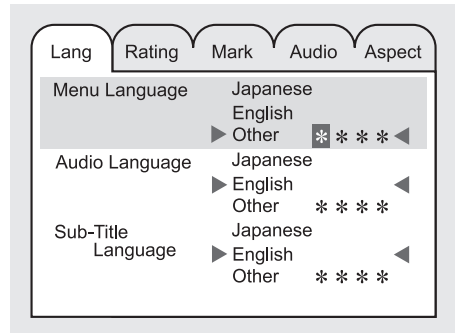 Lang Rating Mark Audio Aspect
Menu Language Japanese
English
▶ Other * * * * ◀
Audio Language Japanese
▶ English ◀
Other * * * *
Sub-Title Japanese
Language ▶ English ◀
Other * * * *